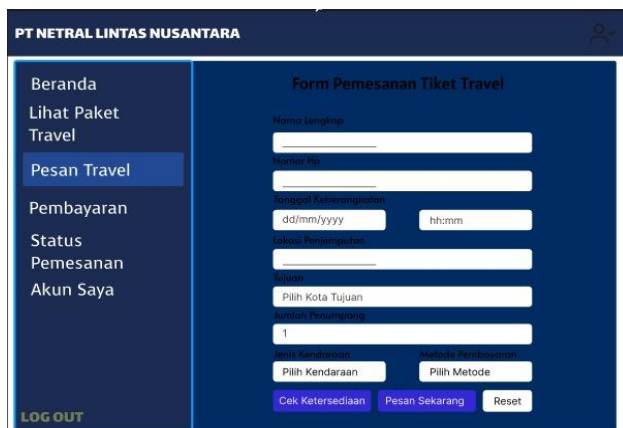 PT NETRAL LINTAS NUSANTARA
Beranda
Lihat Paket
Travel
Pesan Travel
Pembayaran
Status
Pemesanan
Akun Saya
LOG OUT
Form Pemesanan Tiket Travel
Nama Lengkap
Nomor Hp
Tanggal Keberangkatan
dd/mm/yyyy hh:mm
Lokasi Penjemputan
Tujuan
Pilih Kota Tujuan
Jumlah Penumpang
1
Jenis Kendaraan Metode Pembayaran
Pilih Kendaraan Pilih Metode
Cek Ketersediaan Pesan Sekarang Reset